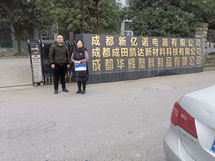 成都新亿诺电器有限公司
成都成田凯达新材料科技有限公司
成都华辉塑料制品有限公司